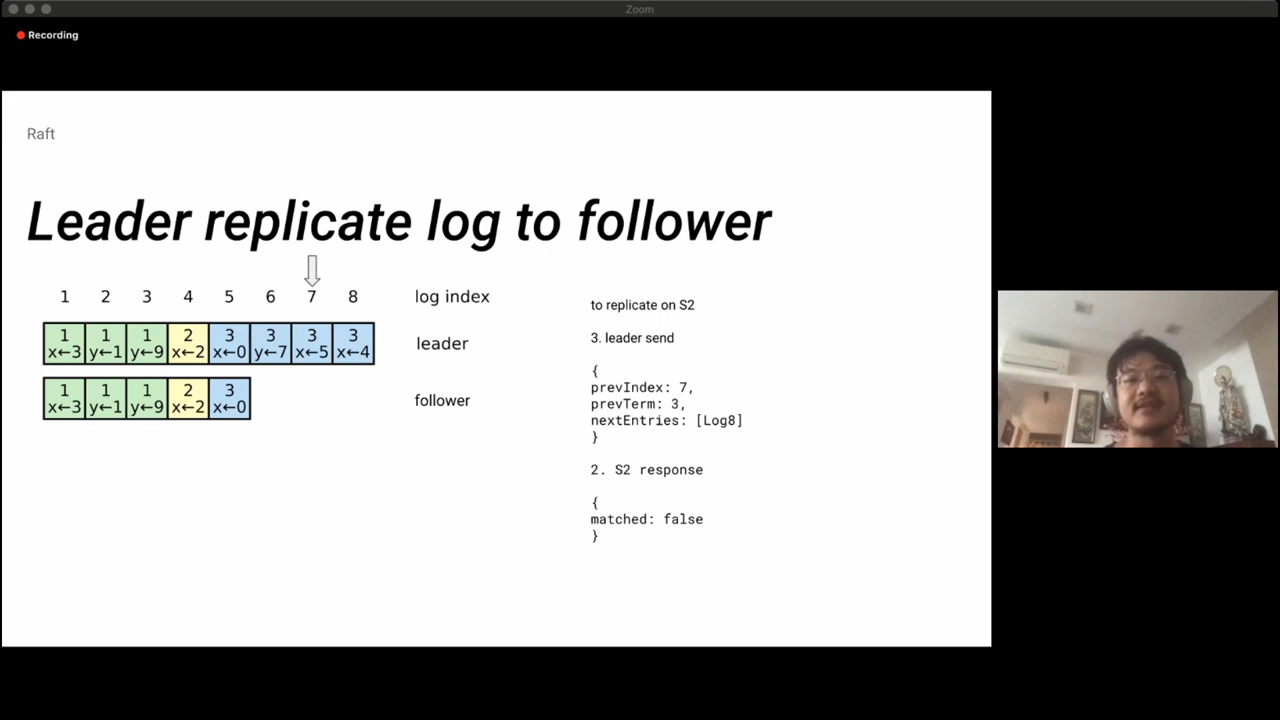 Zoom
Recording
Raft
Leader replicate log to follower
1 2 3 4 5 6 7 8 log index
1 1 1 2 3 3 3 3
x←3 y←1 y←9 x←2 x←0 y←7 x←5 x←4
leader
1 1 1 2 3
x←3 y←1 y←9 x←2 x←0
follower
to replicate on S2
3. leader send
{
prevIndex: 7,
prevTerm: 3,
nextEntries: [Log8]
}
2. S2 response
{
matched: false
}